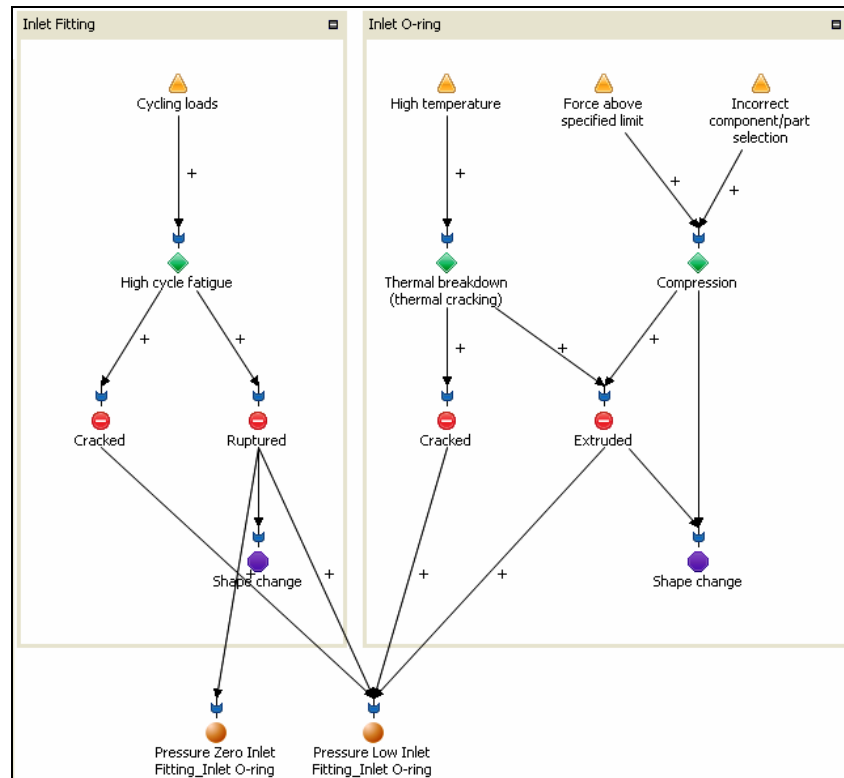 Inlet Fitting
Inlet O-ring
Cycling loads
High temperature
Force above
specified limit
Incorrect
component/part
selection
+
+
+
+
High cycle fatigue
Thermal breakdown
(thermal cracking)
Compression
+
+
+
+
+
Cracked
Ruptured
Cracked
Extruded
Shape change
Shape change
+
+
+
+
Pressure Zero Inlet
Fitting_Inlet O-ring
Pressure Low Inlet
Fitting_Inlet O-ring